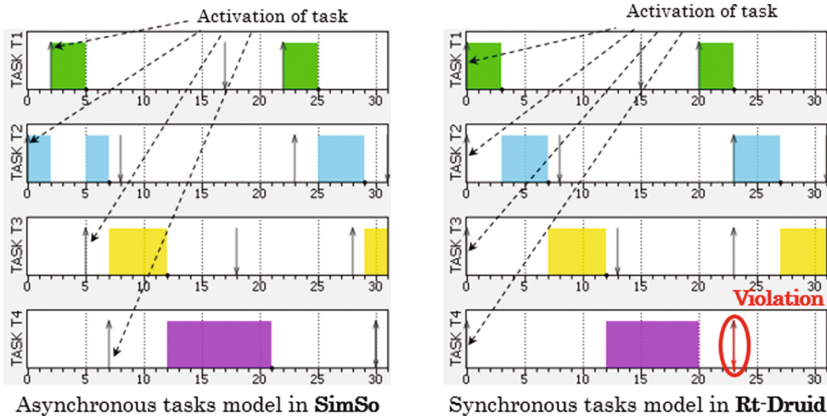 Activation of task
TASK T1
0 5 10 15 20 25 30
TASK T2
0 5 10 15 20 25 30
TASK T3
0 5 10 15 20 25 30
TASK T4
0 5 10 15 20 25 30
Asynchronous tasks model in SimSo
Activation of task
TASK T1
0 5 10 15 20 25 30
TASK T2
0 5 10 15 20 25 30
TASK T3
0 5 10 15 20 25 30
Violation
TASK T4
0 5 10 15 20 25 30
Synchronous tasks model in Rt-Druid